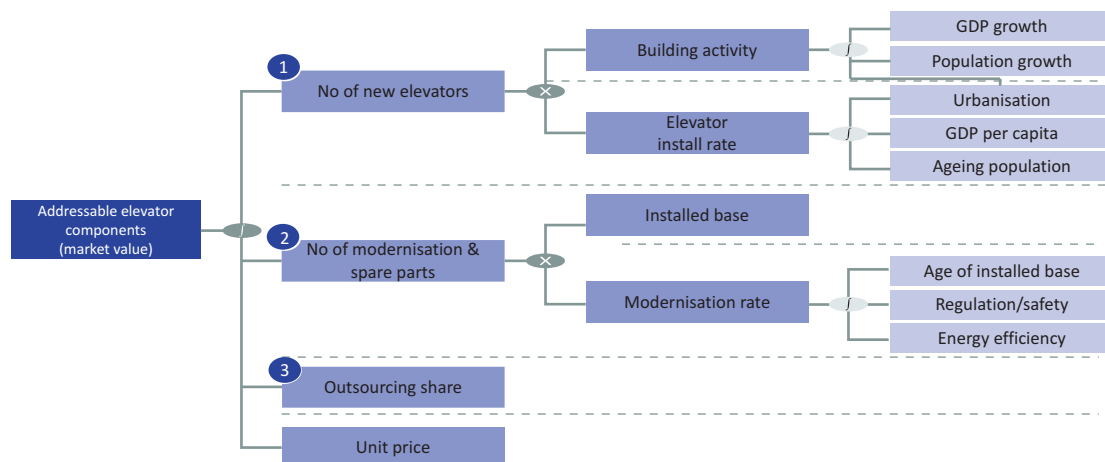 Addressable elevator
components
(market value)
∫
1
No of new elevators
×
Building activity
∫
GDP growth
Population growth
Elevator
install rate
∫
Urbanisation
GDP per capita
Ageing population
2
No of modernisation &
spare parts
×
Installed base
Modernisation rate
∫
Age of installed base
Regulation/safety
Energy efficiency
3
Outsourcing share
Unit price